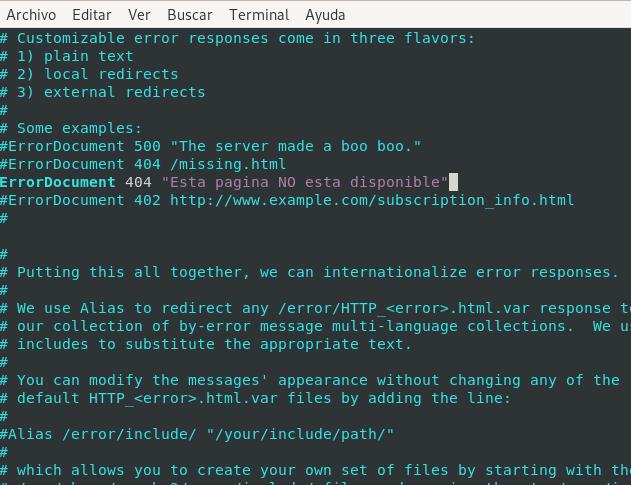 Archivo Editar Ver Buscar Terminal Ayuda
# Customizable error responses come in three flavors:
# 1) plain text
# 2) local redirects
# 3) external redirects
#
# Some examples:
#ErrorDocument 500 "The server made a boo boo."
#ErrorDocument 404 /missing.html
ErrorDocument 404 "Esta pagina NO esta disponible"
#ErrorDocument 402 http://www.example.com/subscription_info.html
#
#
# Putting this all together, we can internationalize error responses.
#
# We use Alias to redirect any /error/HTTP_<error>.html.var response to
# our collection of by-error message multi-language collections.  We us
# includes to substitute the appropriate text.
#
# You can modify the messages' appearance without changing any of the
# default HTTP_<error>.html.var files by adding the line:
#
#Alias /error/include/ "/your/include/path/"
#
# which allows you to create your own set of files by starting with the